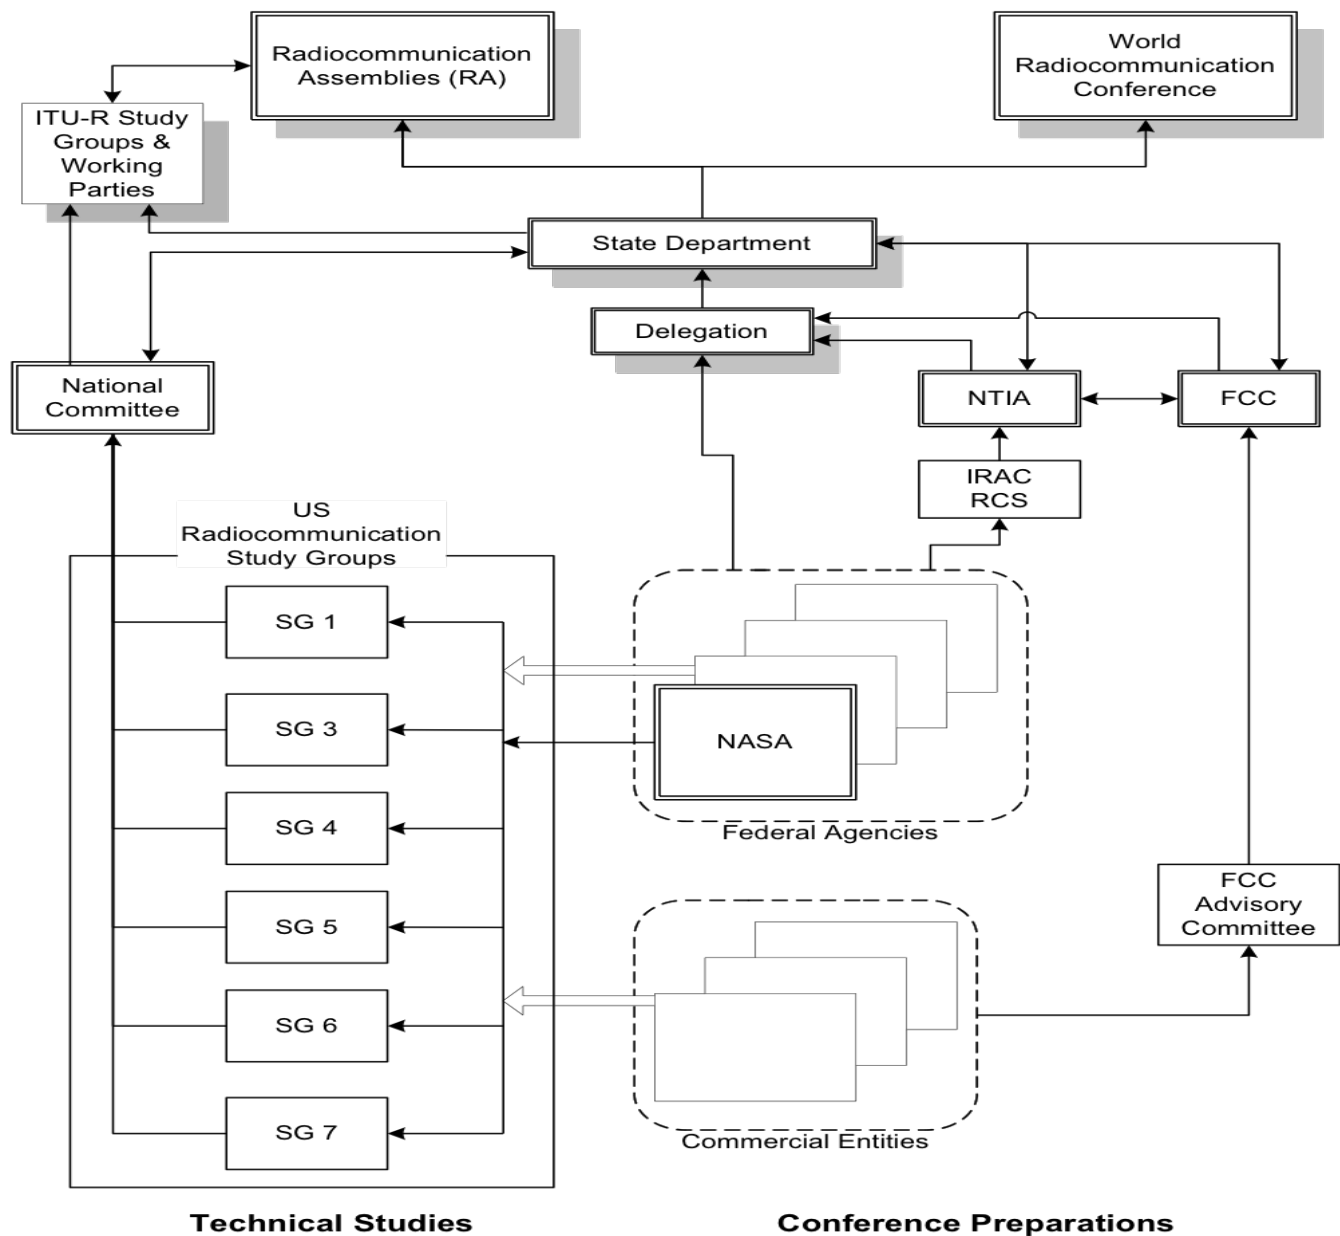 Radiocommunication
Assemblies (RA)
World
Radiocommunication
Conference
ITU-R Study
Groups &
Working
Parties
State Department
Delegation
National
Committee
NTIA
FCC
IRAC
RCS
US
Radiocommunication
Study Groups
SG 1
SG 3
NASA
SG 4
Federal Agencies
SG 5
FCC
Advisory
Committee
SG 6
SG 7
Commercial Entities
Technical Studies
Conference Preparations